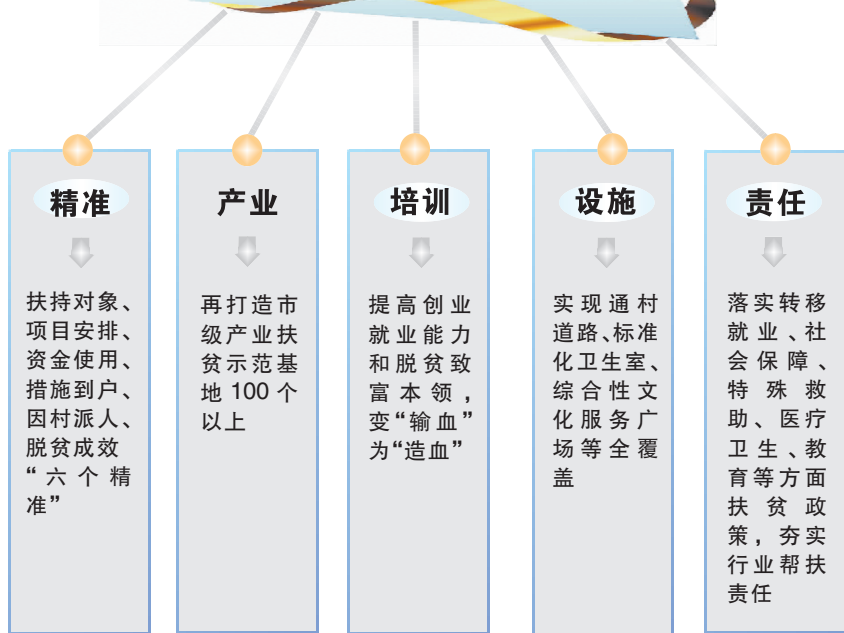 精准
扶持对象、
项目安排、
资金使用、
措施到户、
因村派人、
脱贫成效
“六个精
准”
产业
再打造市
级产业扶
贫示范基
地 100 个
以上
培训
提高创业
就业能力
和脱贫致
富本领，
变“输血”
为“造血”
设施
实现通村
道路、标准
化卫生室、
综合性文
化服务广
场等全覆
盖
责任
落实转移
就业、社
会保障、
特殊救
助、医疗
卫生、教
育等方面
扶贫政
策，夯实
行业帮扶
责任